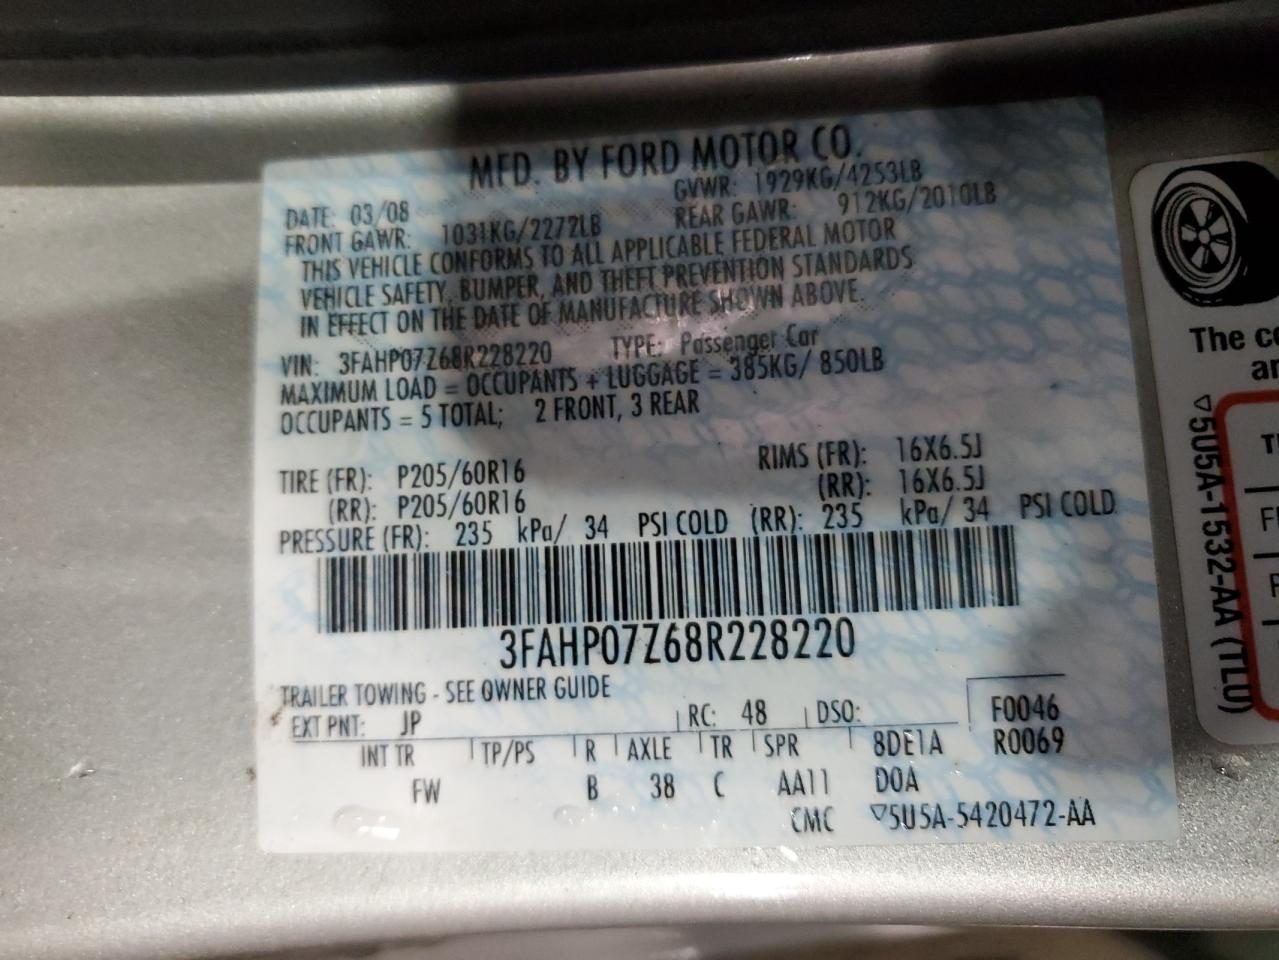 MFD. BY FORD MOTOR CO.
DATE: 03/08 GVWR: 1929KG/4253LB
FRONT GAWR: 1031KG/2272LB REAR GAWR: 912KG/2010LB
THIS VEHICLE CONFORMS TO ALL APPLICABLE FEDERAL MOTOR
VEHICLE SAFETY, BUMPER, AND THEFT PREVENTION STANDARDS
IN EFFECT ON THE DATE OF MANUFACTURE SHOWN ABOVE.
VIN: 3FAHP07Z68R228220 TYPE: Passenger Car
MAXIMUM LOAD = OCCUPANTS + LUGGAGE = 385KG/ 850LB
OCCUPANTS = 5 TOTAL; 2 FRONT, 3 REAR
TIRE (FR): P205/60R16 RIMS (FR): 16X6.5J
(RR): P205/60R16 (RR): 16X6.5J
PRESSURE (FR): 235 kPa/ 34 PSI COLD (RR): 235 kPa/ 34 PSI COLD
3FAHP07Z68R228220
TRAILER TOWING - SEE OWNER GUIDE
EXT PNT: JP RC: 48 DSO: F0046
INT TR TP/PS R AXLE TR SPR 8DE1A R0069
FW B 38 C AA11 DOA
CMC ▽5U5A-5420472-AA
The co
an
▽5U5A-1532-AA (TLU)